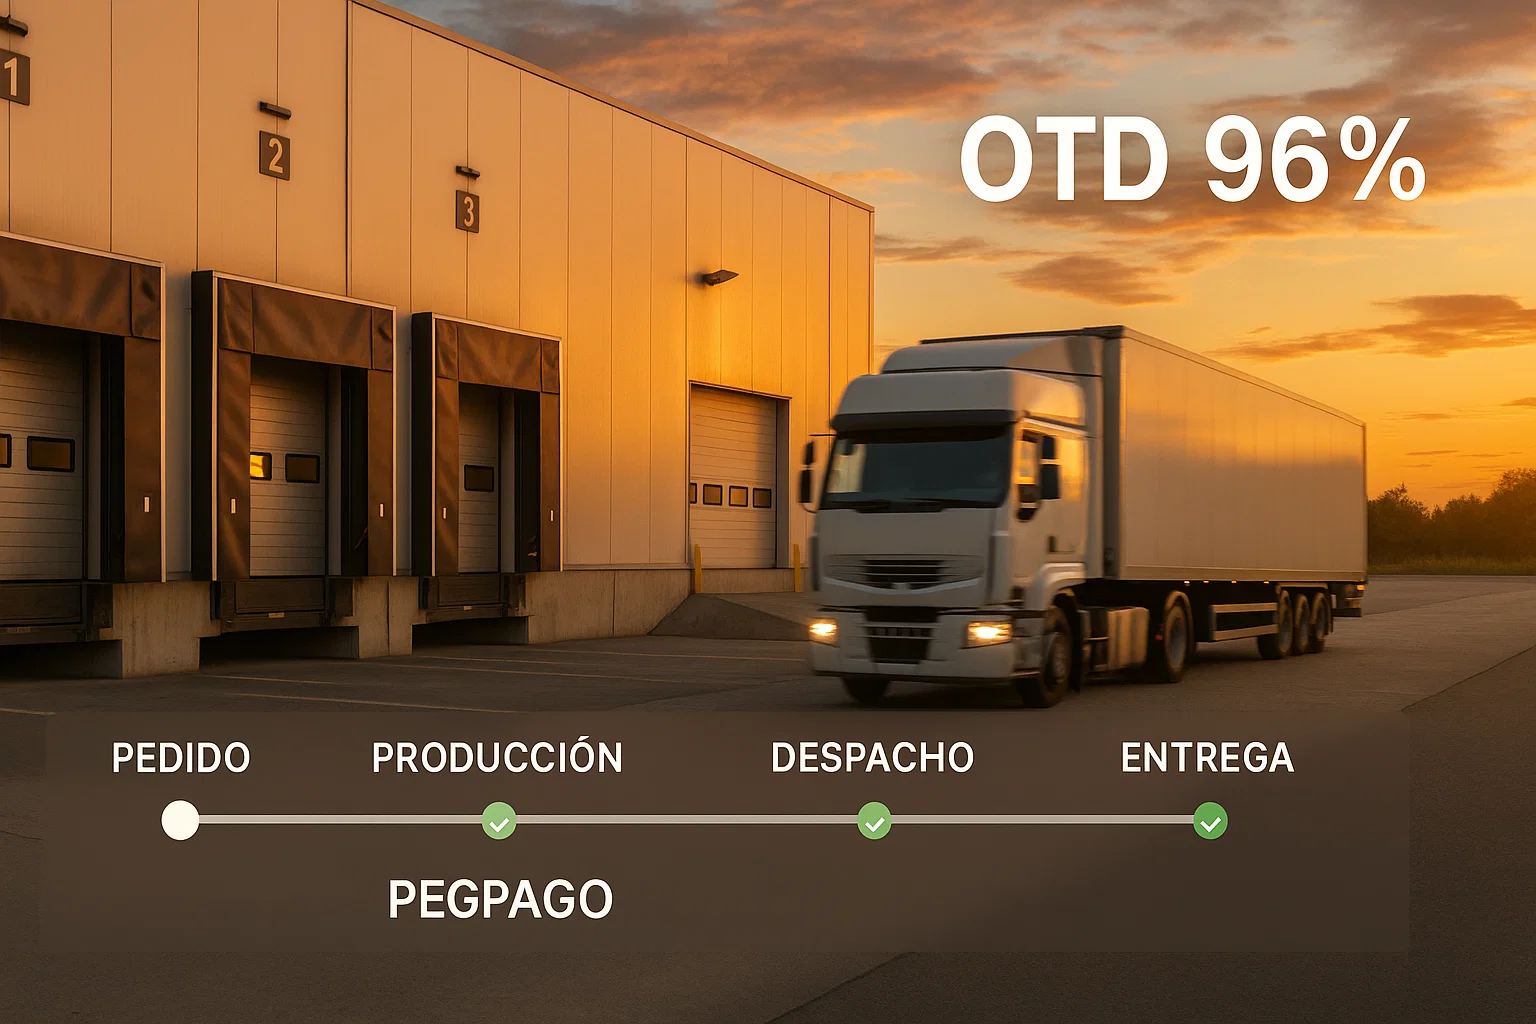 1
2
3
OTD 96%
PEDIDO PRODUCCIÓN DESPACHO ENTREGA
PEGPAGO